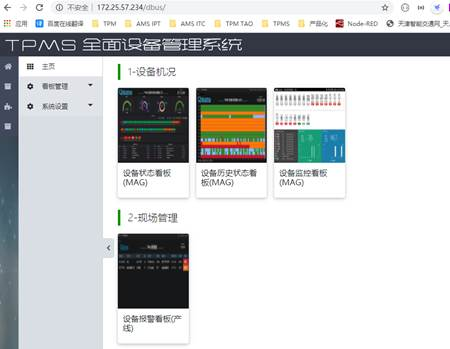 不安全 | 172.25.57.234/dbus/
应用
百度在线翻译
TPM
AMS IPT
AMS ITC
TPM TAO
TPMS
产品化
Node-RED
天津智能交通网_天
TPMS 全面设备管理系统
主页
看板管理
系统设置
1-设备机况
设备状态看板
(MAG)
设备历史状态看
板(MAG)
设备监控看板
(MAG)
2-现场管理
设备报警看板(产
线)